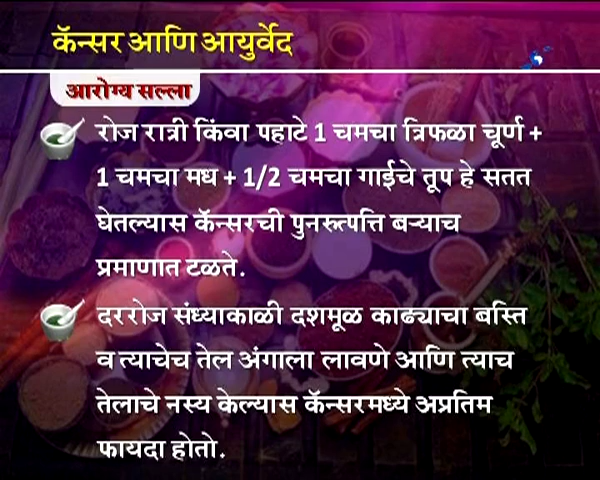 कॅन्सर आणि आयुर्वेद
आरोग्य सल्ला
रोज रात्री किंवा पहाटे 1 चमचा त्रिफळा चूर्ण +
1 चमचा मध + 1/2 चमचा गाईचे तूप हे सतत
घेतल्यास कॅन्सरची पुनरुत्पत्ति बऱ्याच
प्रमाणात टळते.
दररोज संध्याकाळी दशमूळ काढ्याचा बस्ति
व त्याचेच तेल अंगाला लावणे आणि त्याच
तेलाचे नस्य केल्यास कॅन्सरमध्ये अप्रतिम
फायदा होतो.